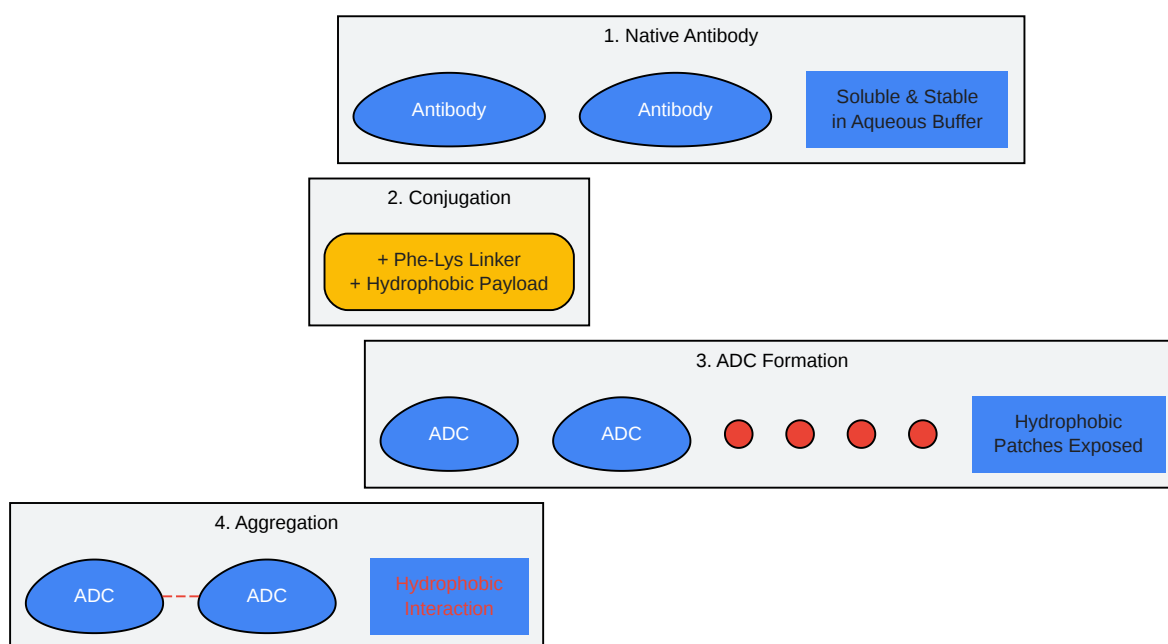 1. Native Antibody
Antibody
Antibody
Soluble & Stable
in Aqueous Buffer
2. Conjugation
+ Phe-Lys Linker
+ Hydrophobic Payload
3. ADC Formation
ADC
ADC
Hydrophobic
Patches Exposed
4. Aggregation
ADC
ADC
Hydrophobic
Interaction